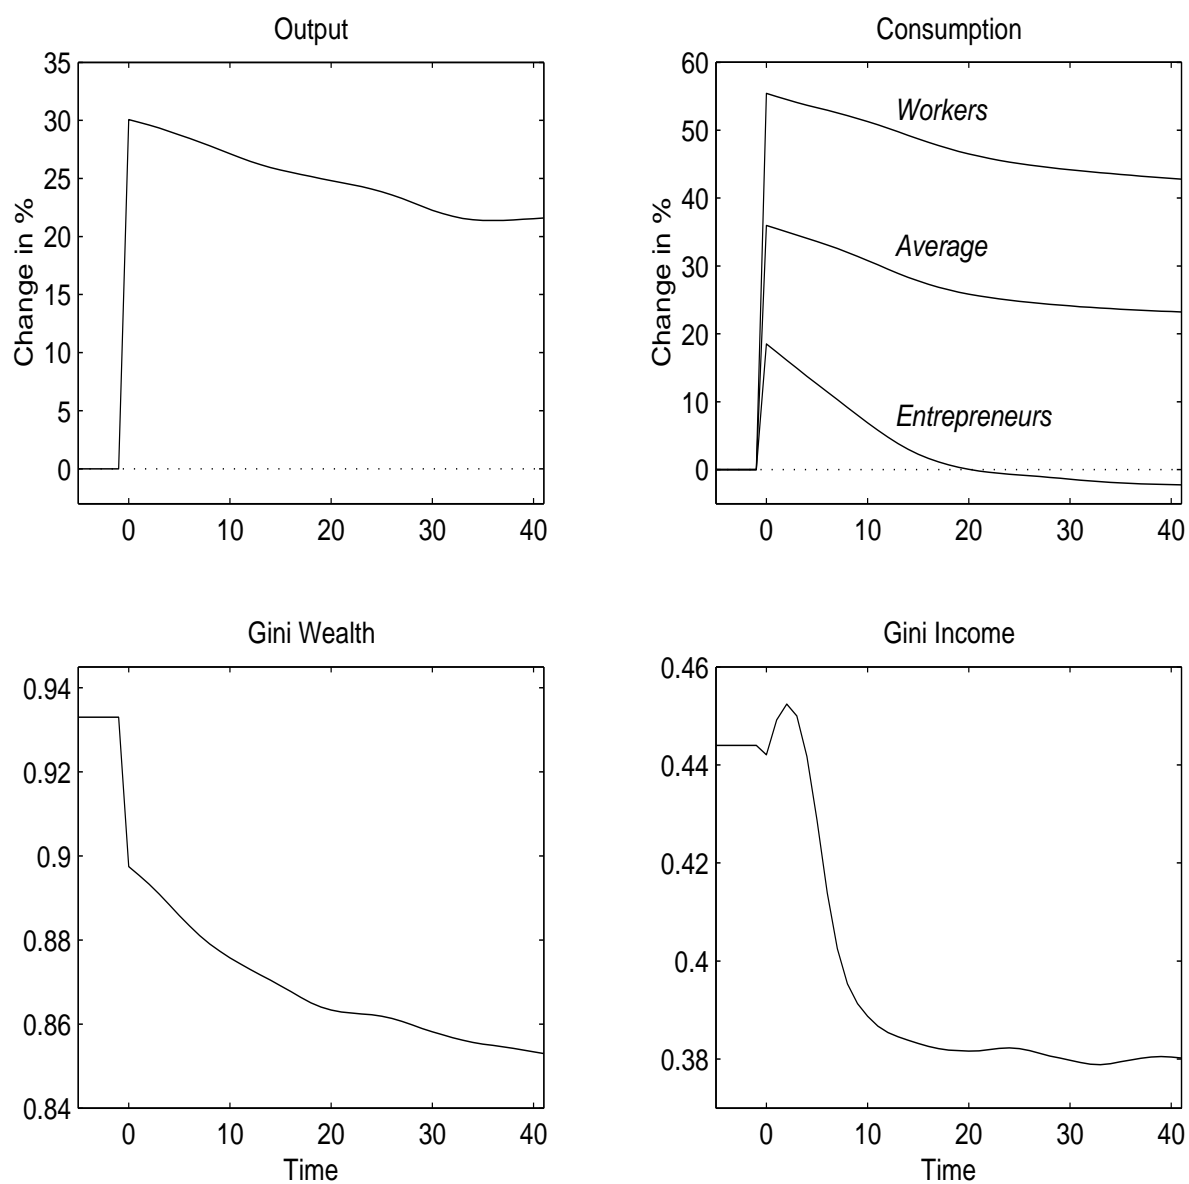 Output
Change in %
35
30
25
20
15
10
5
0
0 10 20 30 40
Consumption
Change in %
60
50
40
30
20
10
0
Workers
Average
Entrepreneurs
0 10 20 30 40
Gini Wealth
0.94
0.92
0.9
0.88
0.86
0.84
0 10 20 30 40
Time
Gini Income
0.46
0.44
0.42
0.4
0.38
0 10 20 30 40
Time